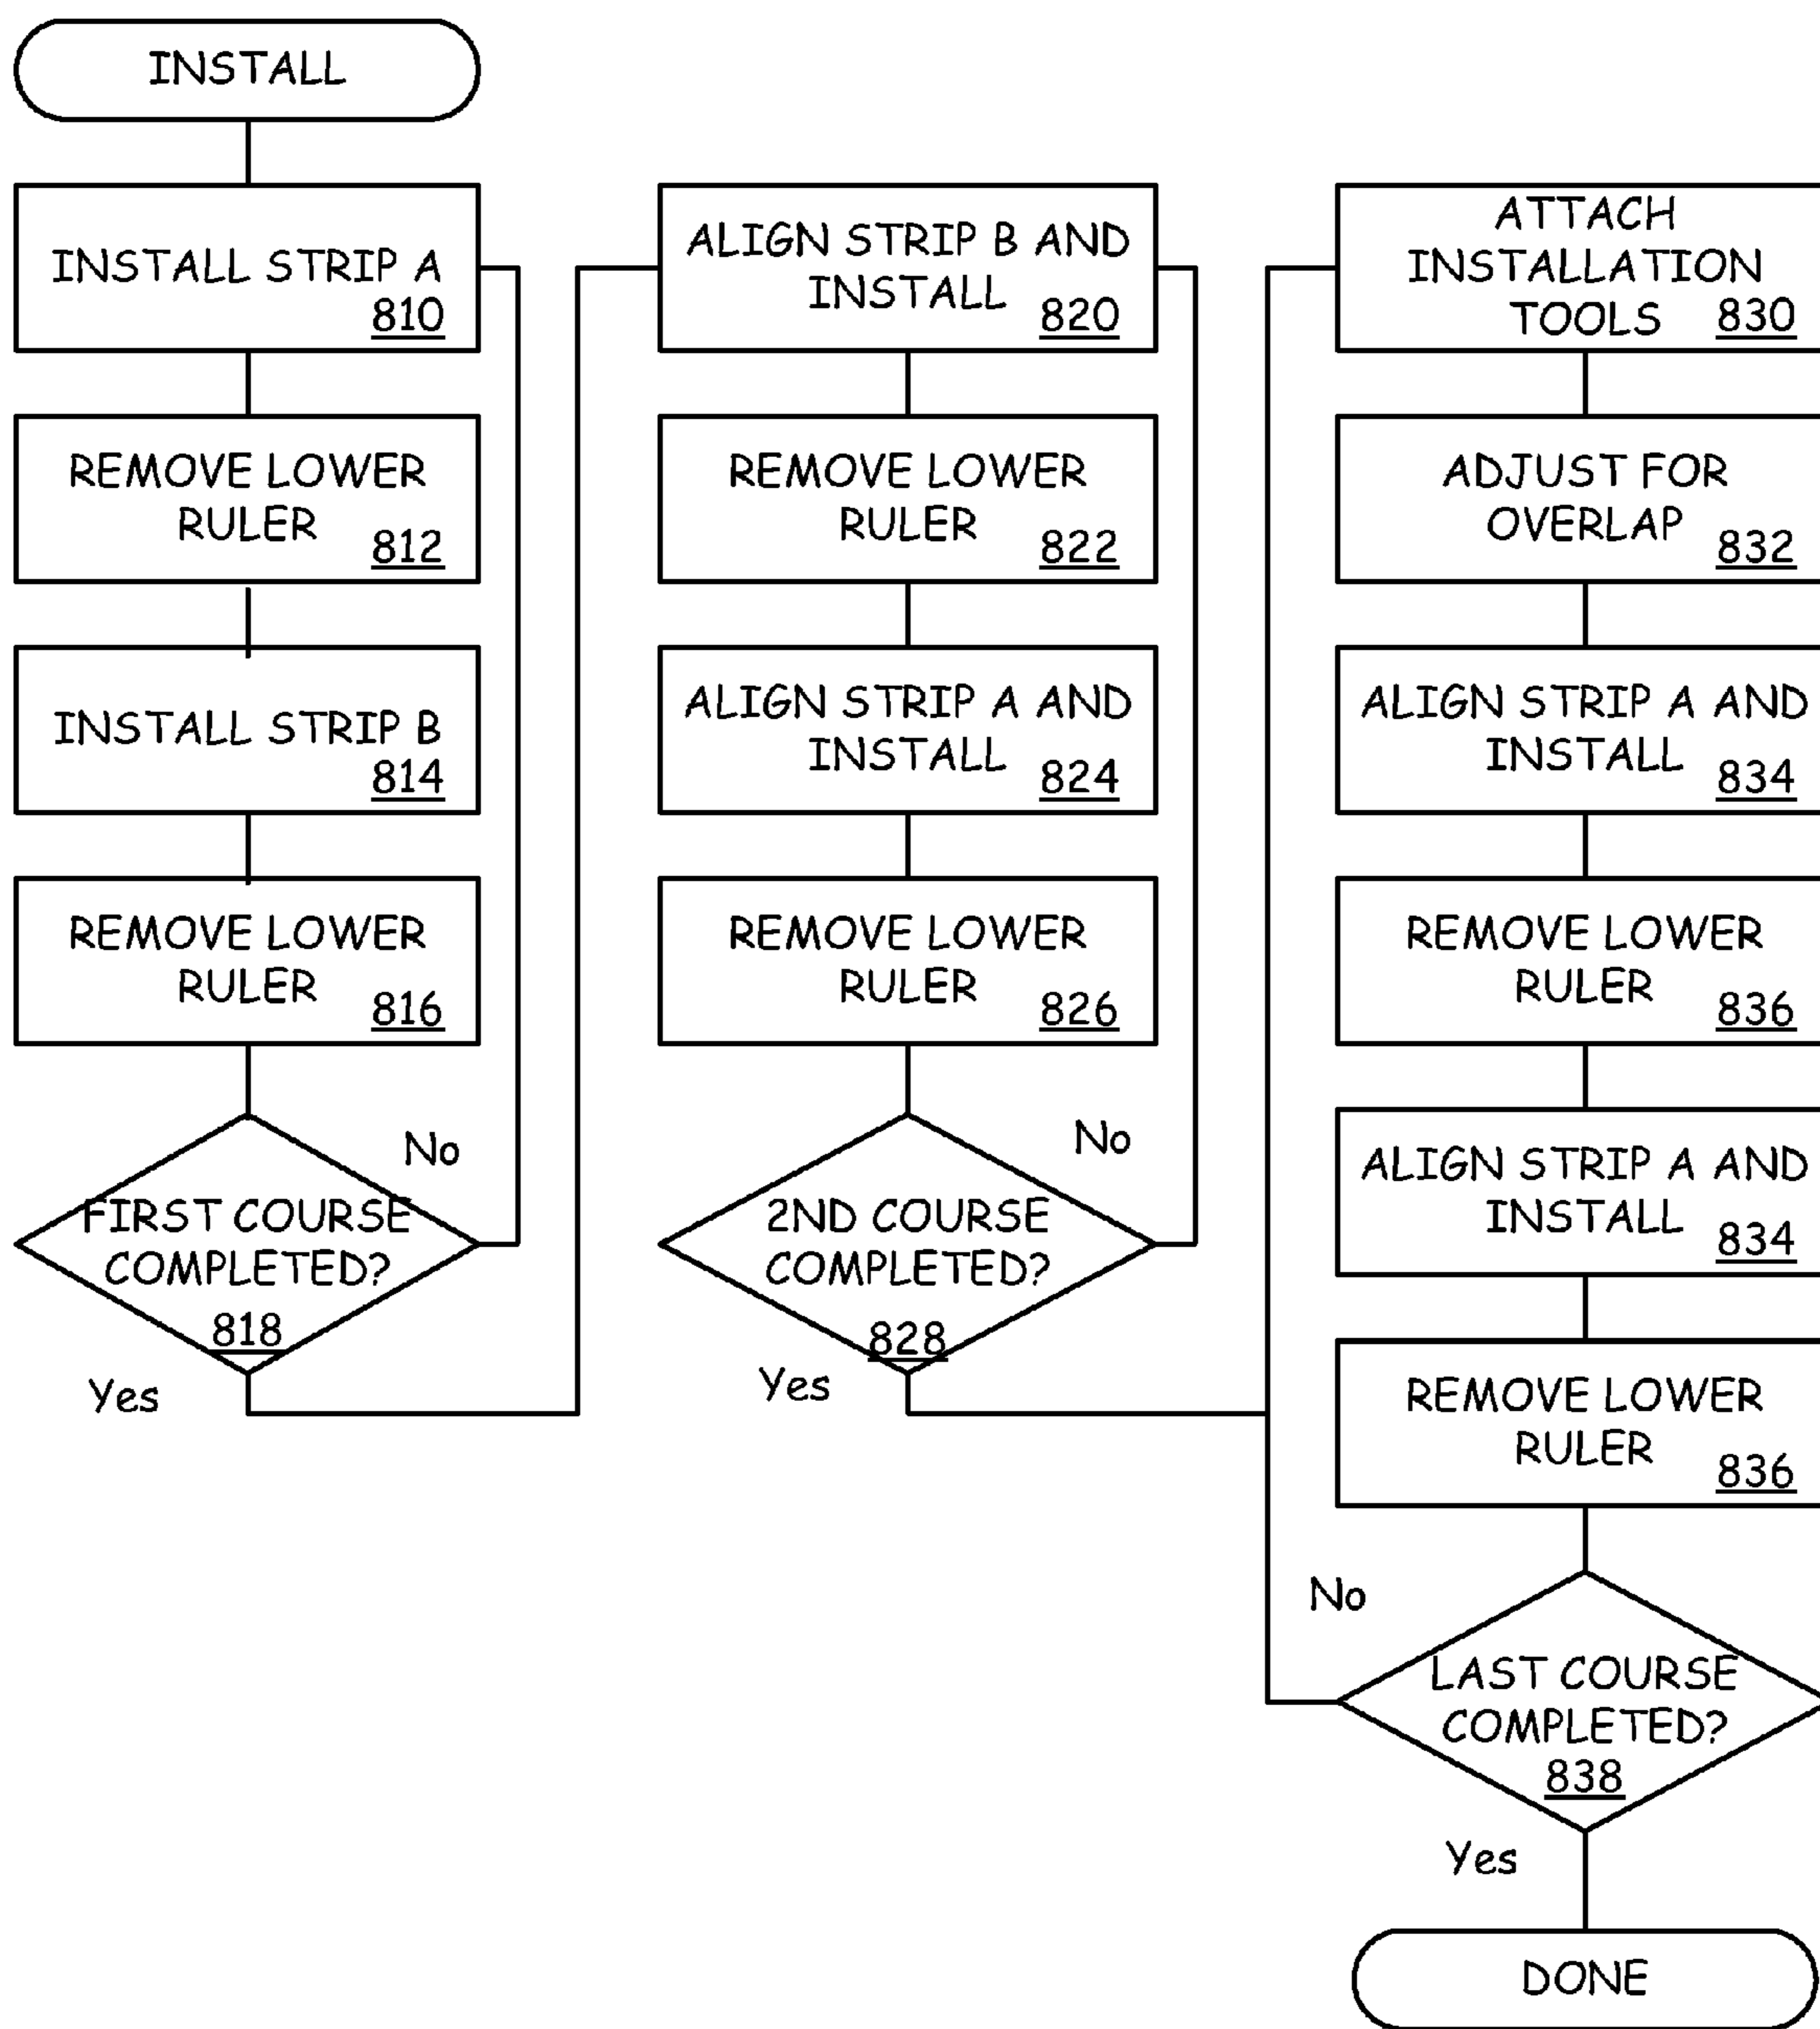 INSTALL
INSTALL STRIP A
810
REMOVE LOWER
RULER
812
INSTALL STRIP B
814
REMOVE LOWER
RULER
816
No
FIRST COURSE
COMPLETED?
818
Yes
ALIGN STRIP B AND
INSTALL
820
REMOVE LOWER
RULER
822
ALIGN STRIP A AND
INSTALL
824
REMOVE LOWER
RULER
826
No
2ND COURSE
COMPLETED?
828
Yes
ATTACH
INSTALLATION
TOOLS
830
ADJUST FOR
OVERLAP
832
ALIGN STRIP A AND
INSTALL
834
REMOVE LOWER
RULER
836
ALIGN STRIP A AND
INSTALL
834
REMOVE LOWER
RULER
836
No
LAST COURSE
COMPLETED?
838
Yes
DONE